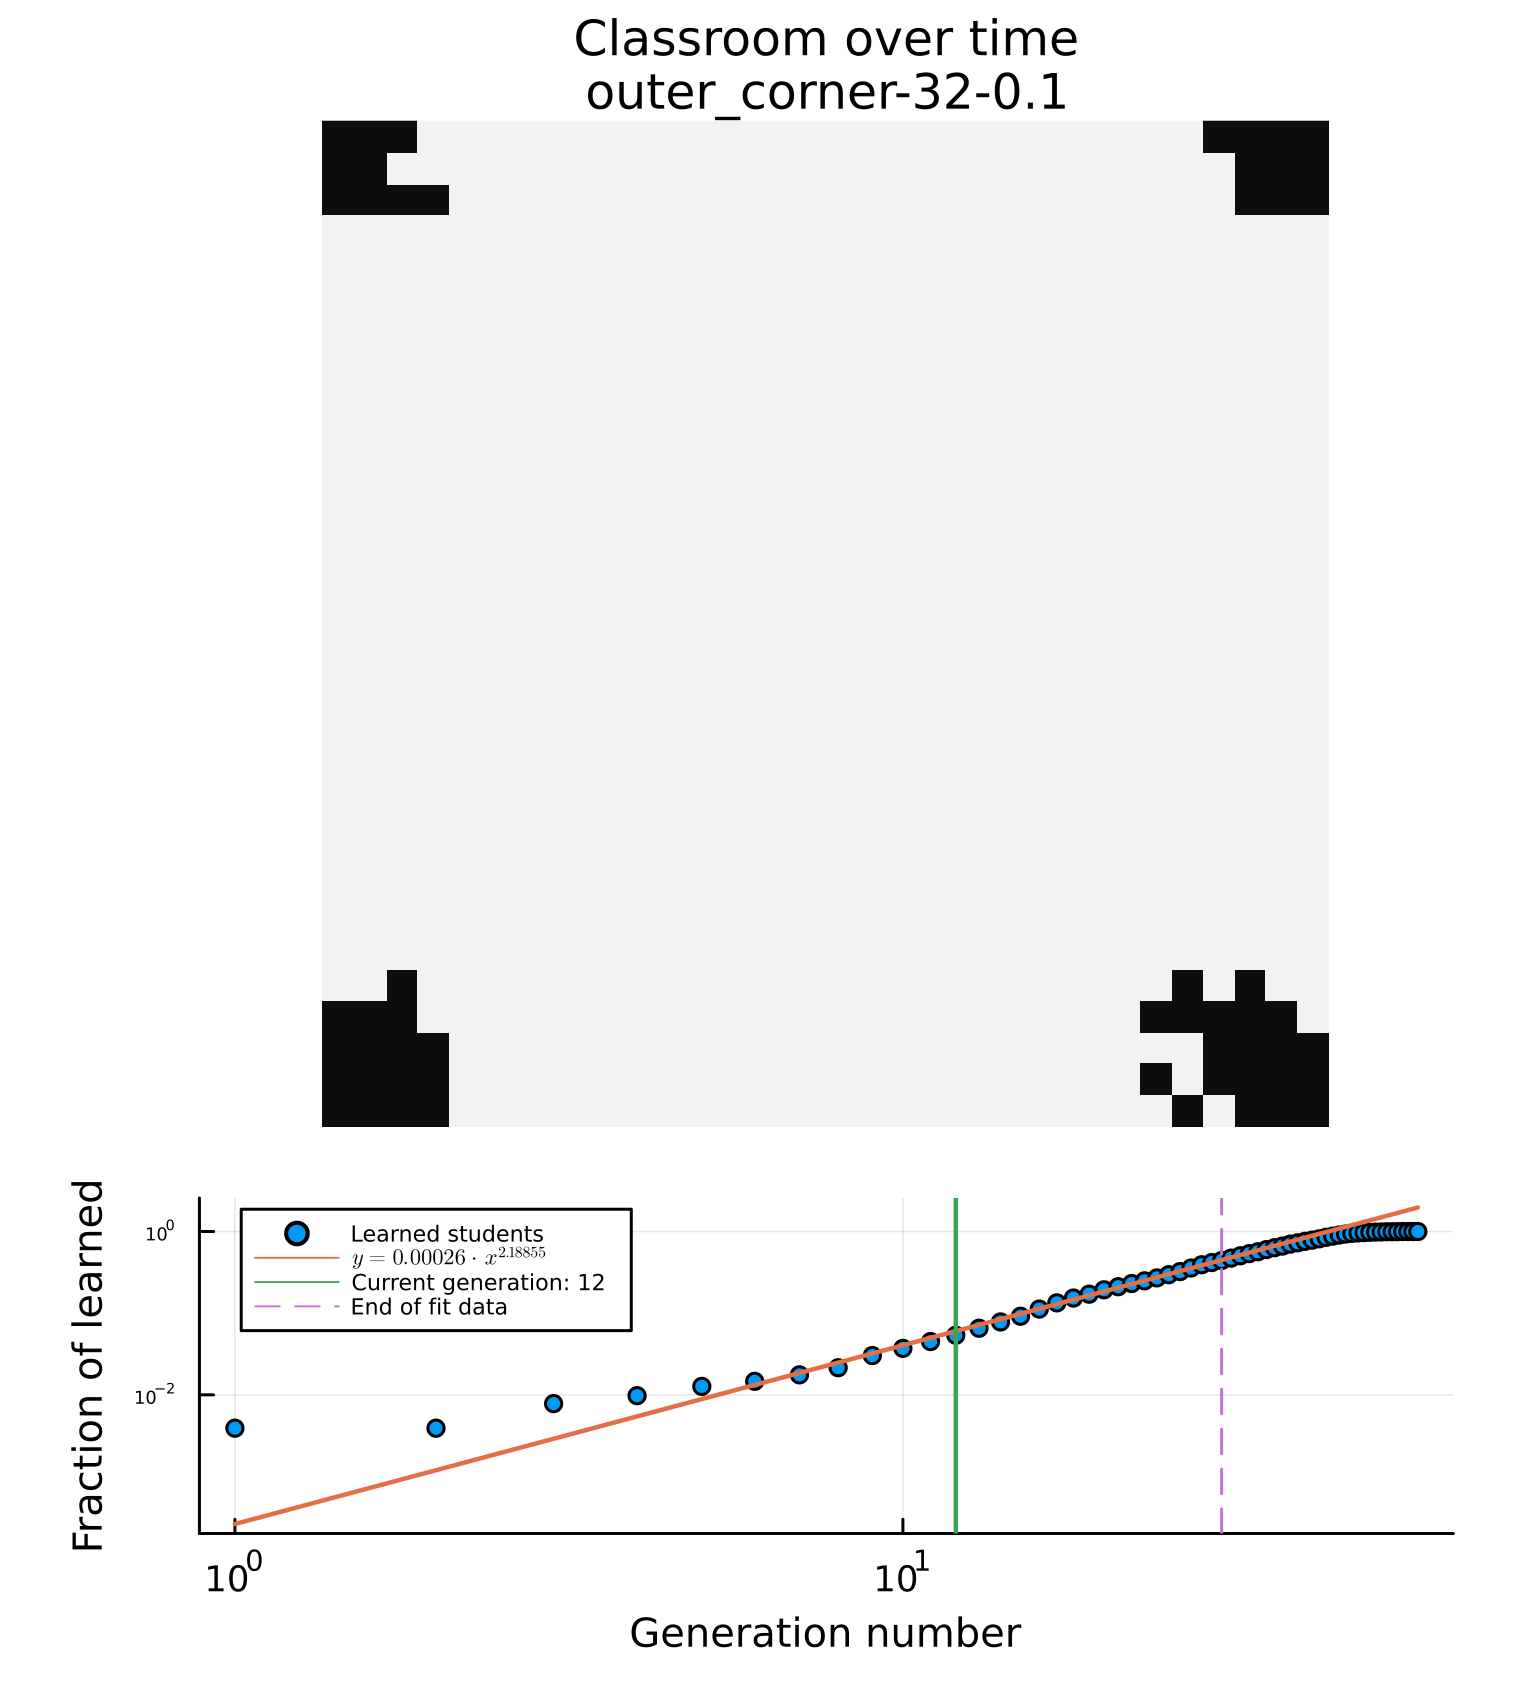 Classroom over time
outer_corner-32-0.1
Fraction of learned
10^0
10^−2
Learned students
y = 0.00026 · x^2.18855
Current generation: 12
End of fit data
10^0
10^1
Generation number